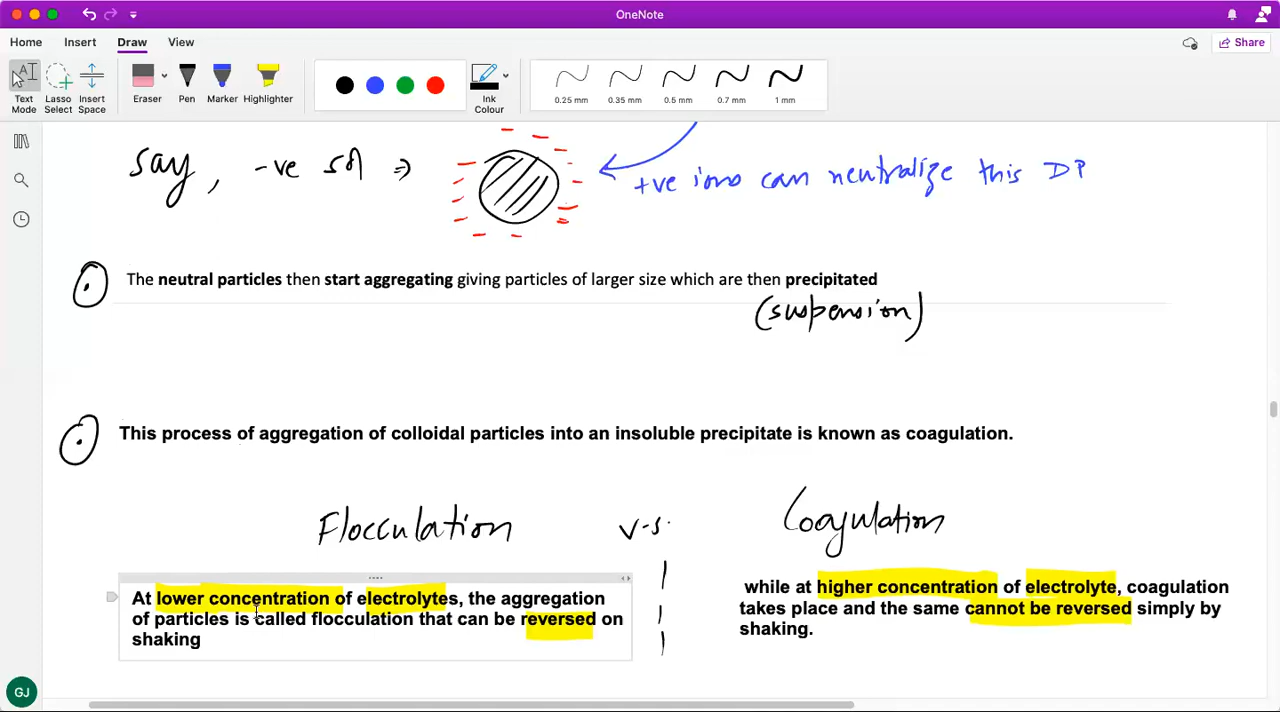 OneNote
Home Insert Draw View
Share
Text Mode
Lasso Select
Insert Space
Eraser
Pen
Marker
Highlighter
Ink Colour
0.25 mm 0.35 mm 0.5 mm 0.7 mm 1 mm
say, -ve sol ⇒
+ve ions can neutralize this DP
The neutral particles then start aggregating giving particles of larger size which are then precipitated
(suspension)
This process of aggregation of colloidal particles into an insoluble precipitate is known as coagulation.
Flocculation v.s. Coagulation
At lower concentration of electrolytes, the aggregation
of particles is called flocculation that can be reversed on
shaking
while at higher concentration of electrolyte, coagulation
takes place and the same cannot be reversed simply by
shaking.
GJ